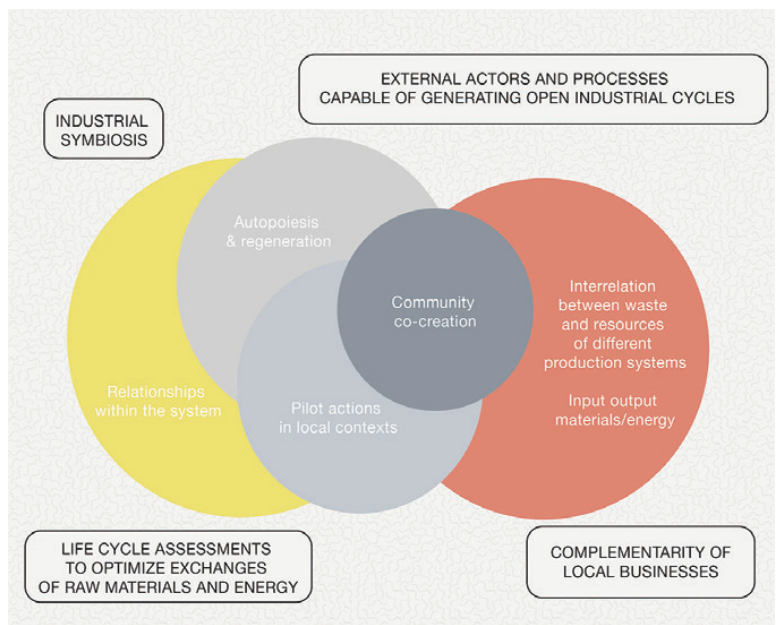 EXTERNAL ACTORS AND PROCESSES
CAPABLE OF GENERATING OPEN INDUSTRIAL CYCLES
INDUSTRIAL
SYMBIOSIS
Autopoiesis
& regeneration
Community
co-creation
Interrelation
between waste
and resources
of different
production systems
Input output
materials/energy
Relationships
within the system
Pilot actions
in local contexts
LIFE CYCLE ASSESSMENTS
TO OPTIMIZE EXCHANGES
OF RAW MATERIALS AND ENERGY
COMPLEMENTARITY OF
LOCAL BUSINESSES